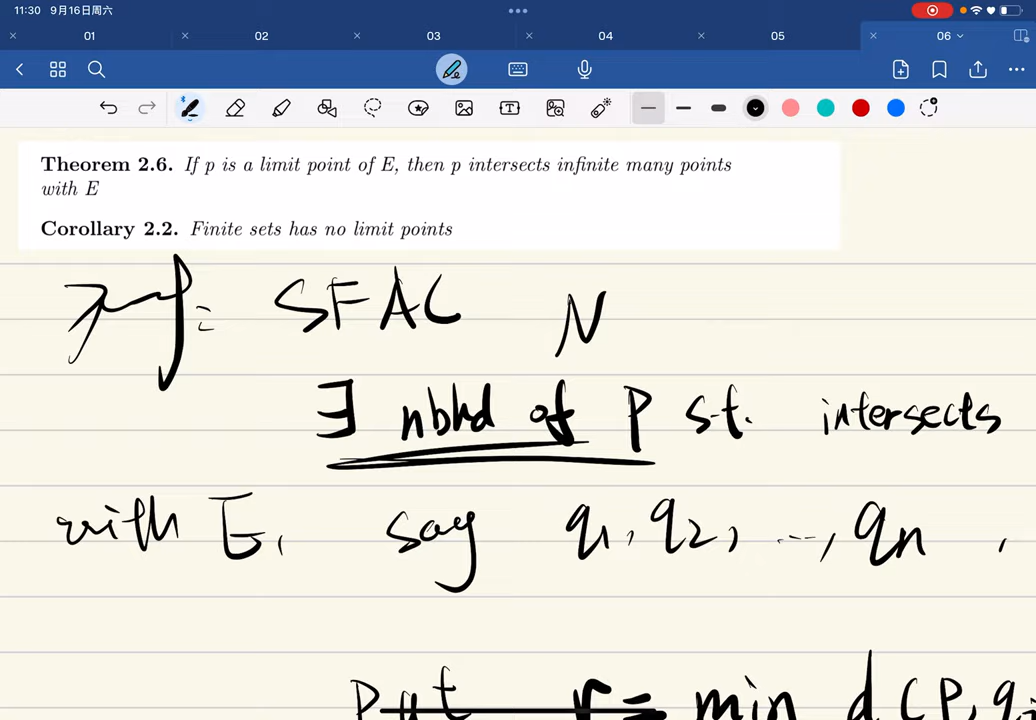 11:30 9月16日周六
01 02 03 04 05 06
Theorem 2.6. If p is a limit point of E, then p intersects infinite many points
with E
Corollary 2.2. Finite sets has no limit points
pf: SFAC N
∃ nbhd of p s.t. intersects
with E, say q1, q2, ..., qn,
Put r = min d(p, q